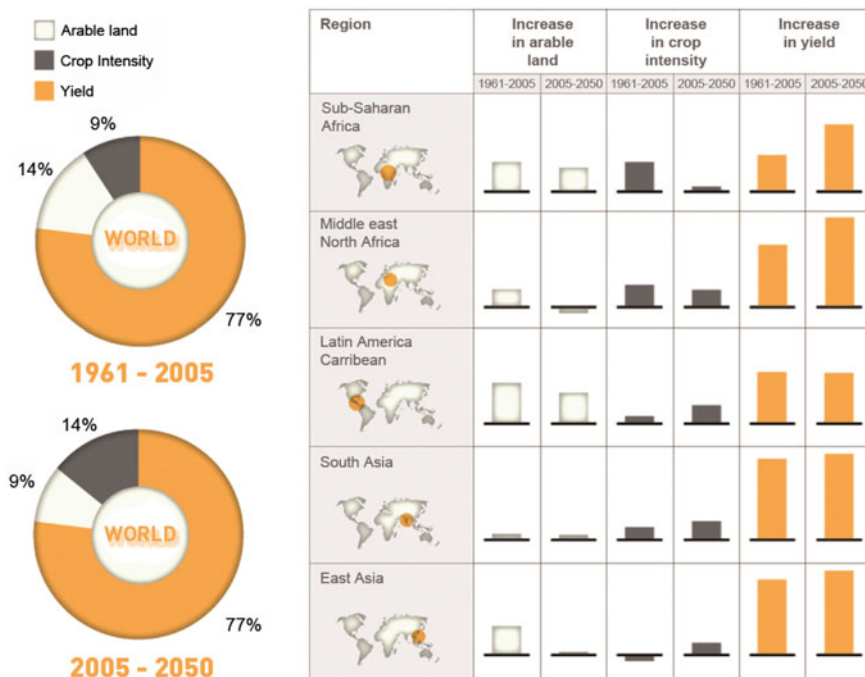 Arable land
Crop Intensity
Yield
9%
14%
WORLD
77%
1961 - 2005
14%
9%
WORLD
77%
2005 - 2050
Region
Increase
in arable
land
Increase
in crop
intensity
Increase
in yield
1961-2005
2005-2050
1961-2005
2005-2050
1961-2005
2005-2050
Sub-Saharan
Africa
Middle east
North Africa
Latin America
Carribean
South Asia
East Asia